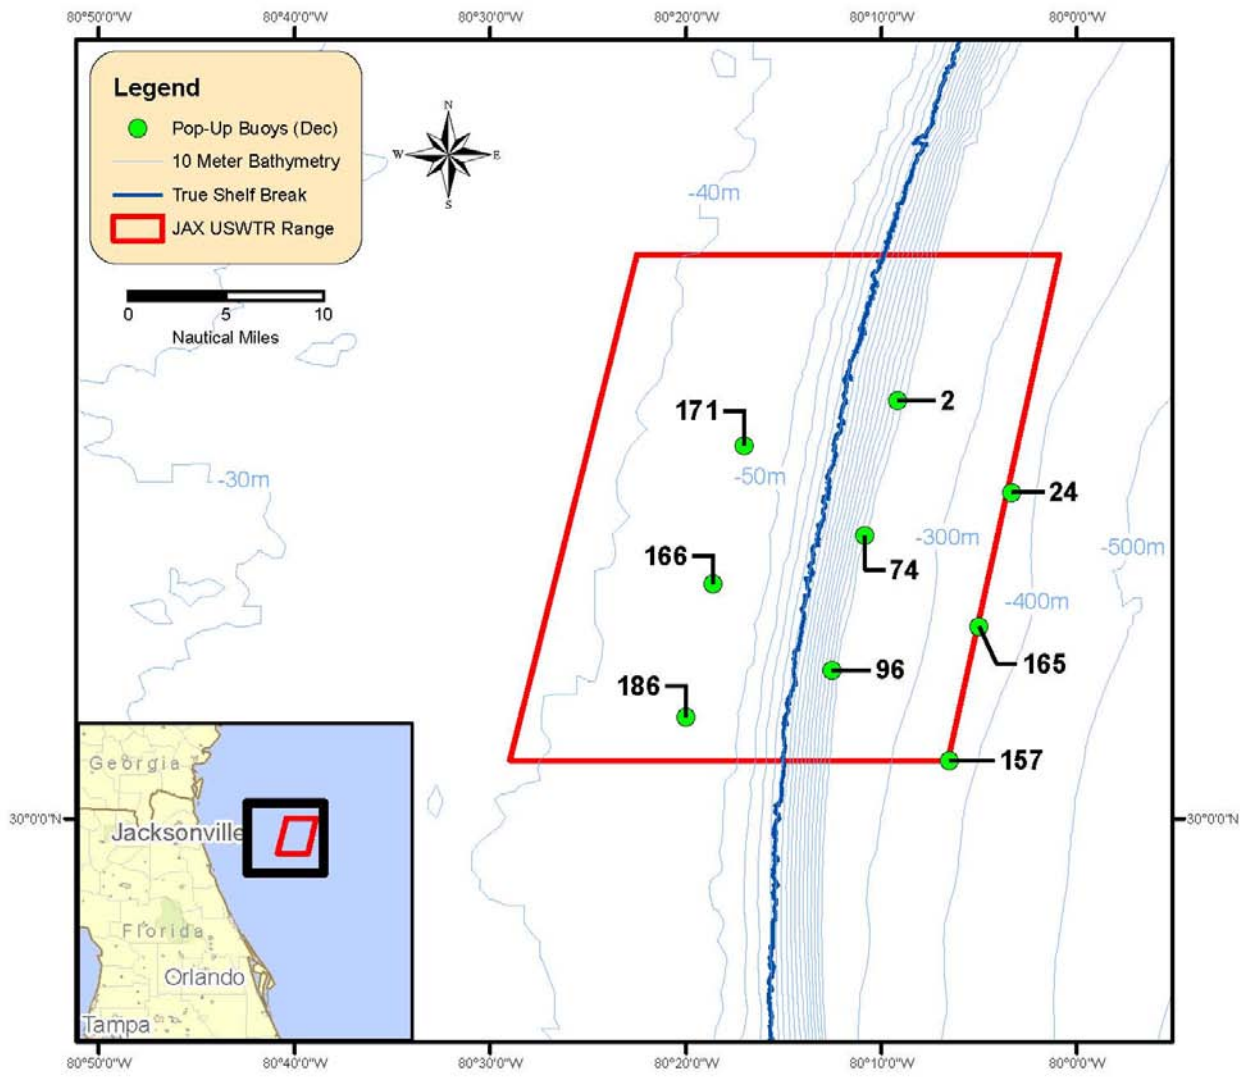 80°50'0"W 80°40'0"W 80°30'0"W 80°20'0"W 80°10'0"W 80°0'0"W
Legend
Pop-Up Buoys (Dec)
10 Meter Bathymetry
True Shelf Break
JAX USWTR Range
N
W E
S
0 5 10
Nautical Miles
-40m
2
171
-50m
-30m
24
-300m
-500m
166
74
-400m
165
96
186
157
Georgia
30°0'0"N
Jacksonville
30°0'0"N
Florida
Orlando
Tampa
80°50'0"W 80°40'0"W 80°30'0"W 80°20'0"W 80°10'0"W 80°0'0"W